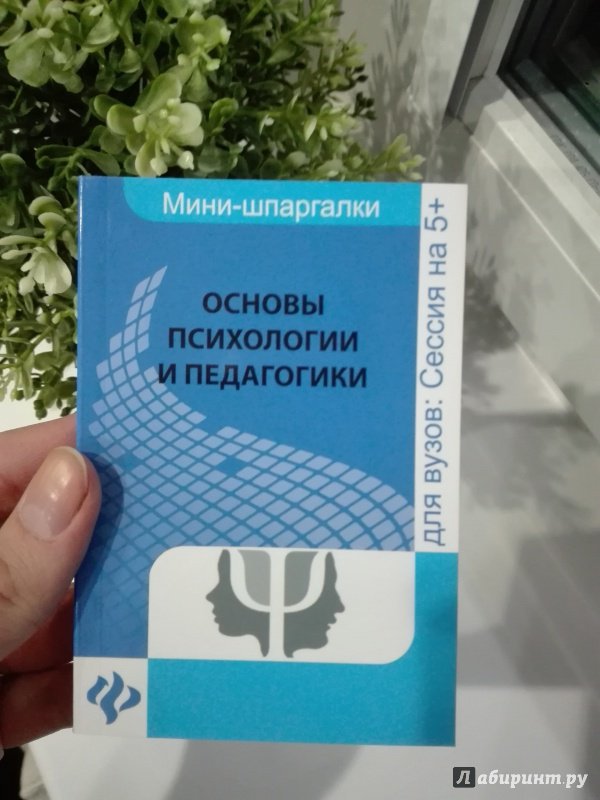 Мини-шпаргалки
ОСНОВЫ
ПСИХОЛОГИИ
И ПЕДАГОГИКИ
для вузов: Сессия на 5+
Лабиринт.ру